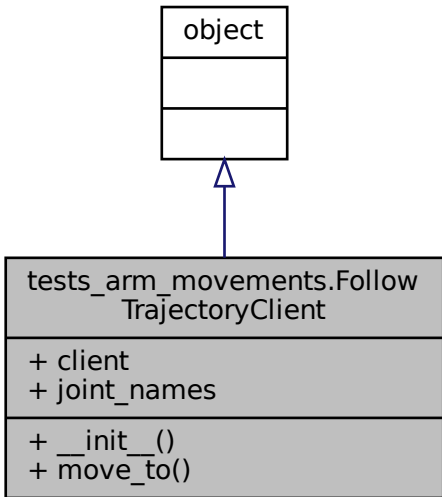 object
tests_arm_movements.Follow
TrajectoryClient
+ client
+ joint_names
+ __init__()
+ move_to()